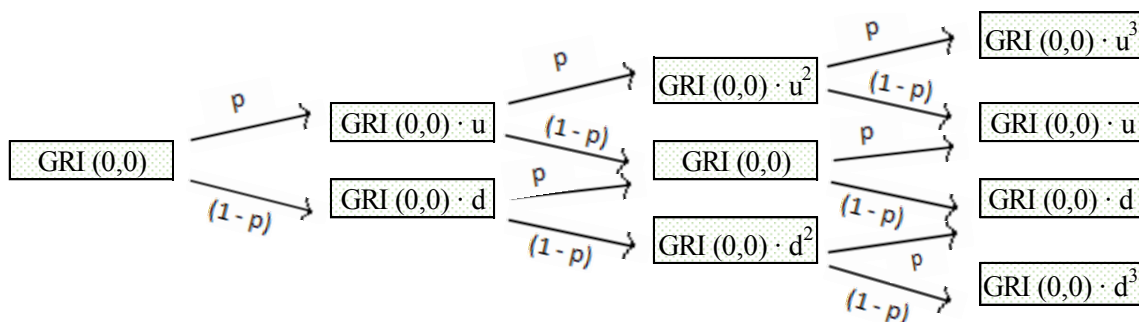 GRI (0,0)
p
(1 - p)
GRI (0,0) · u
GRI (0,0) · d
p
(1 - p)
p
(1 - p)
GRI (0,0) · u²
GRI (0,0)
GRI (0,0) · d²
p
(1 - p)
p
(1 - p)
p
(1 - p)
GRI (0,0) · u³
GRI (0,0) · u
GRI (0,0) · d
GRI (0,0) · d³